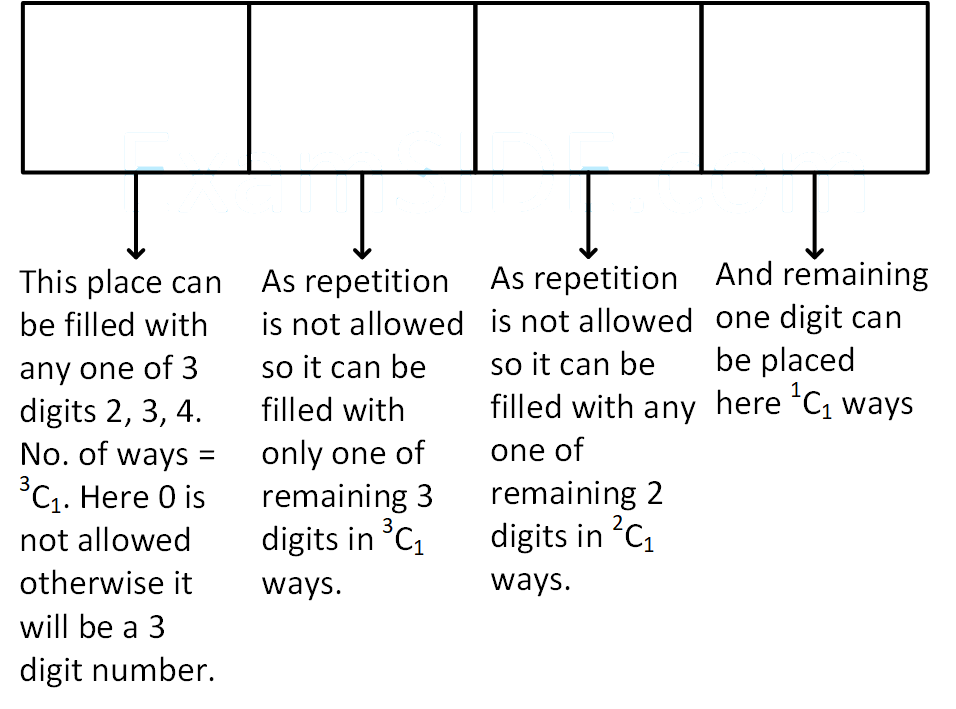 This place can
be filled with
any one of 3
digits 2, 3, 4.
No. of ways =
³C₁. Here 0 is
not allowed
otherwise it
will be a 3
digit number.
As repetition
is not allowed
so it can be
filled with
only one of
remaining 3
digits in ³C₁
ways.
As repetition
is not allowed
so it can be
filled with any
one of
remaining 2
digits in ²C₁
ways.
And remaining
one digit can
be placed
here ¹C₁ ways